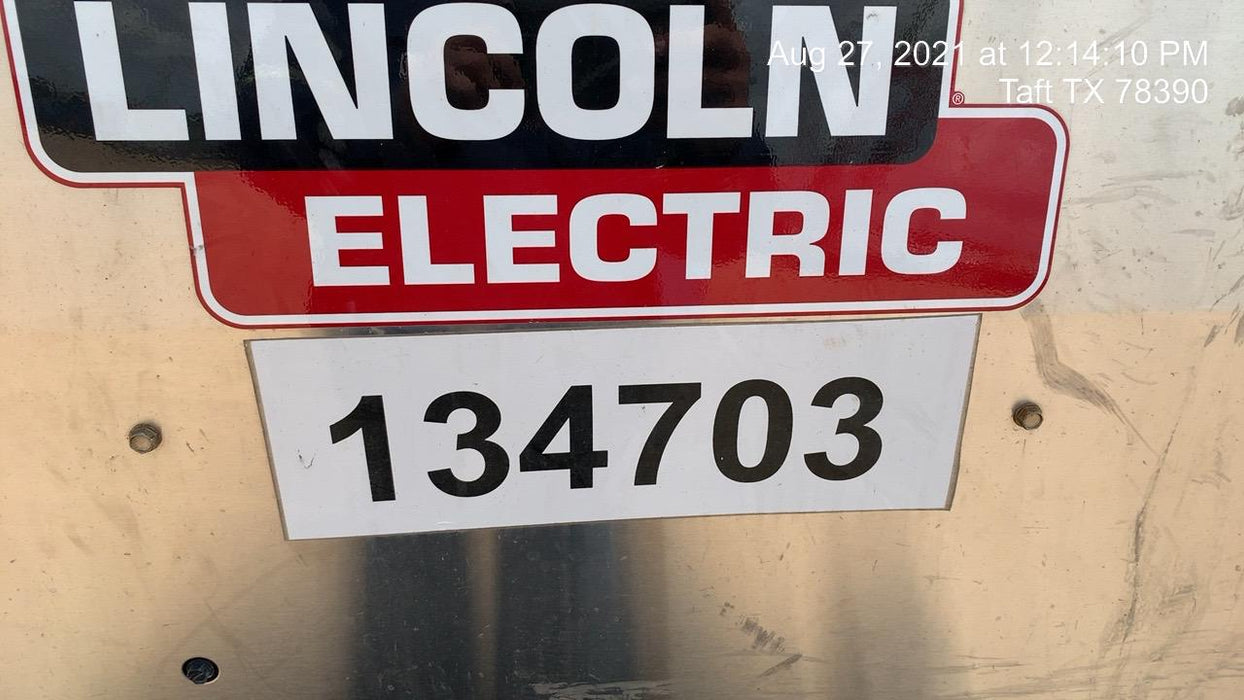 LINCOLN
Aug 27, 2021 at 12:14:10 PM
Taft TX 78390
®
ELECTRIC
134703